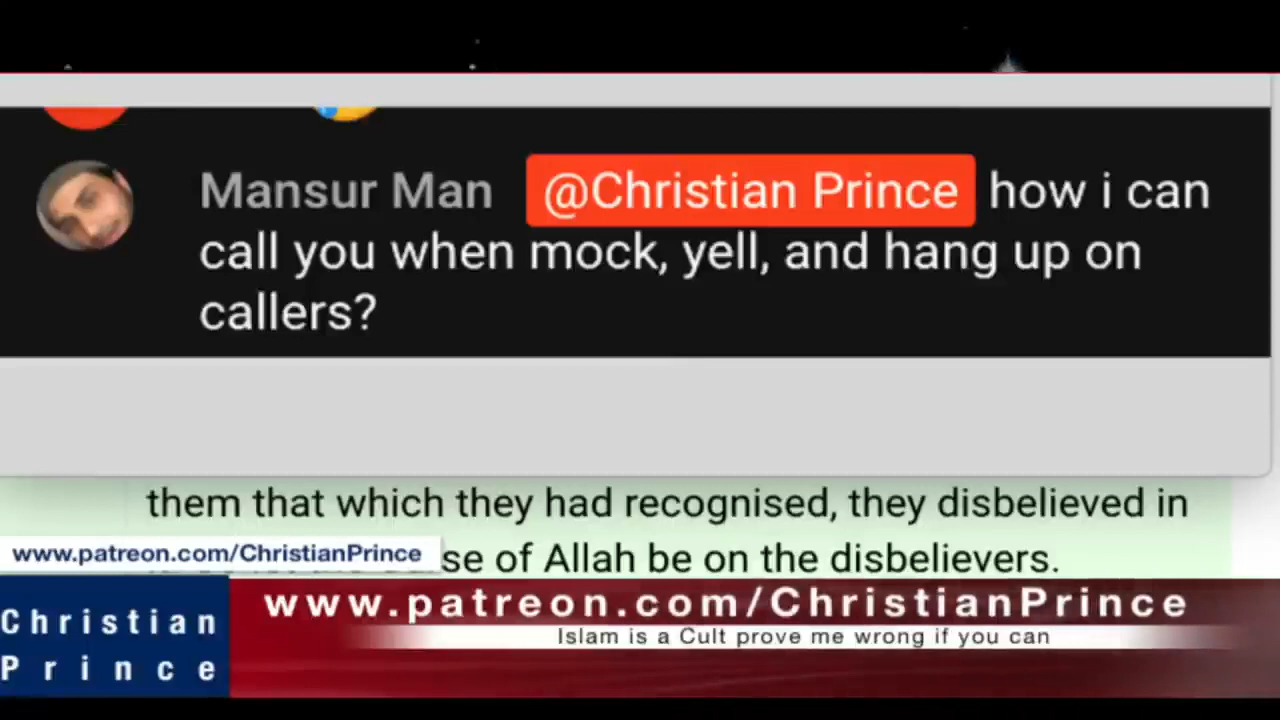 Mansur Man @Christian Prince how i can
call you when mock, yell, and hang up on
callers?
them that which they had recognised, they disbelieved in
se of Allah be on the disbelievers.
www.patreon.com/ChristianPrince
Christian
Prince
www.patreon.com/ChristianPrince
Islam is a Cult prove me wrong if you can